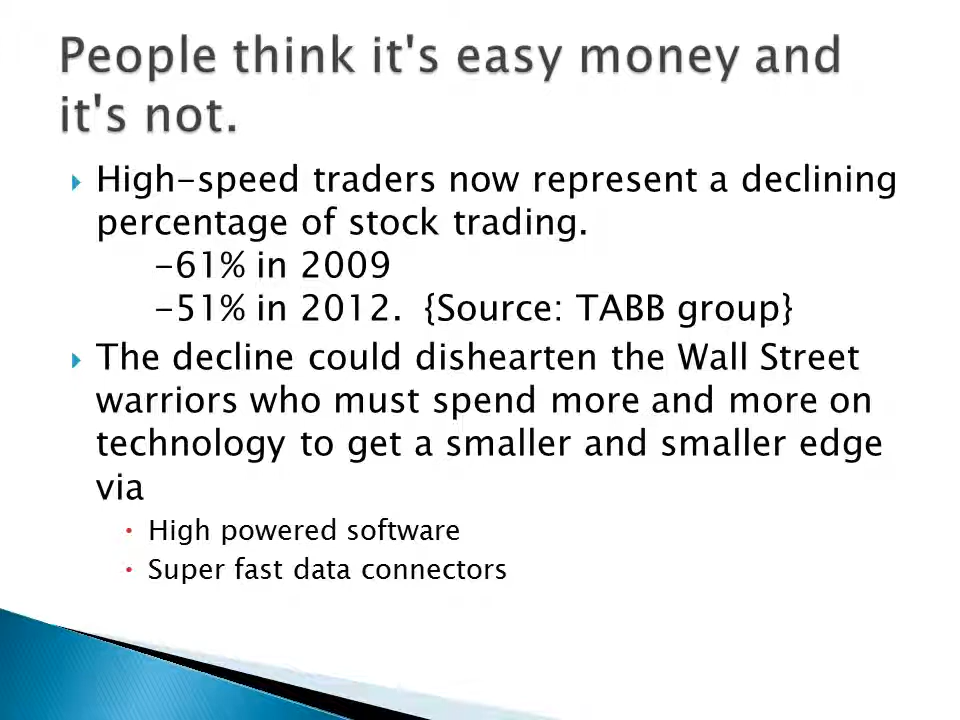 People think it's easy money and
it's not.
High-speed traders now represent a declining
percentage of stock trading.
-61% in 2009
-51% in 2012. {Source: TABB group}
The decline could dishearten the Wall Street
warriors who must spend more and more on
technology to get a smaller and smaller edge
via
High powered software
Super fast data connectors